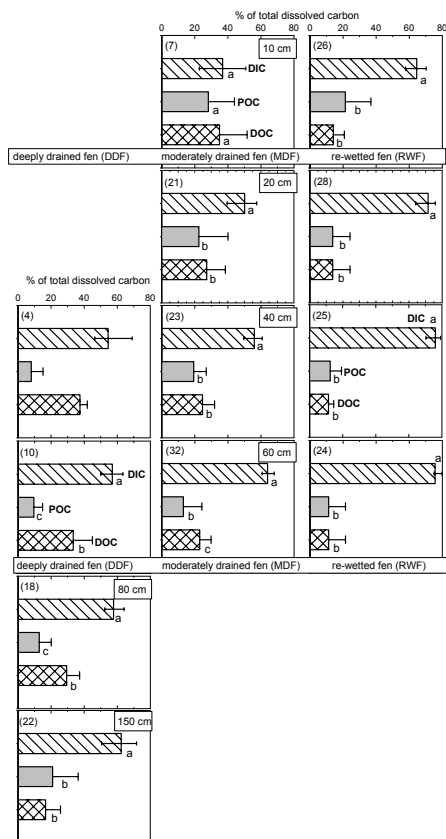 % of total dissolved carbon
0 20 40 60 80 0 20 40 60 80
(7) 10 cm (26)
DIC
a a
POC
a b
DOC
a b
deeply drained fen (DDF) moderately drained fen (MDF) re-wetted fen (RWF)
(21) 20 cm (28)
a a
b b
b b
% of total dissolved carbon
0 20 40 60 80
(4) (23) 40 cm (25)
DIC a
a
b b POC
b b DOC
(10) (32) 60 cm (24)
a
DIC
a a
POC
c b b
DOC
b c b
deeply drained fen (DDF) moderately drained fen (MDF) re-wetted fen (RWF)
(18) 80 cm
a
c
b
(22) 150 cm
a
b
b